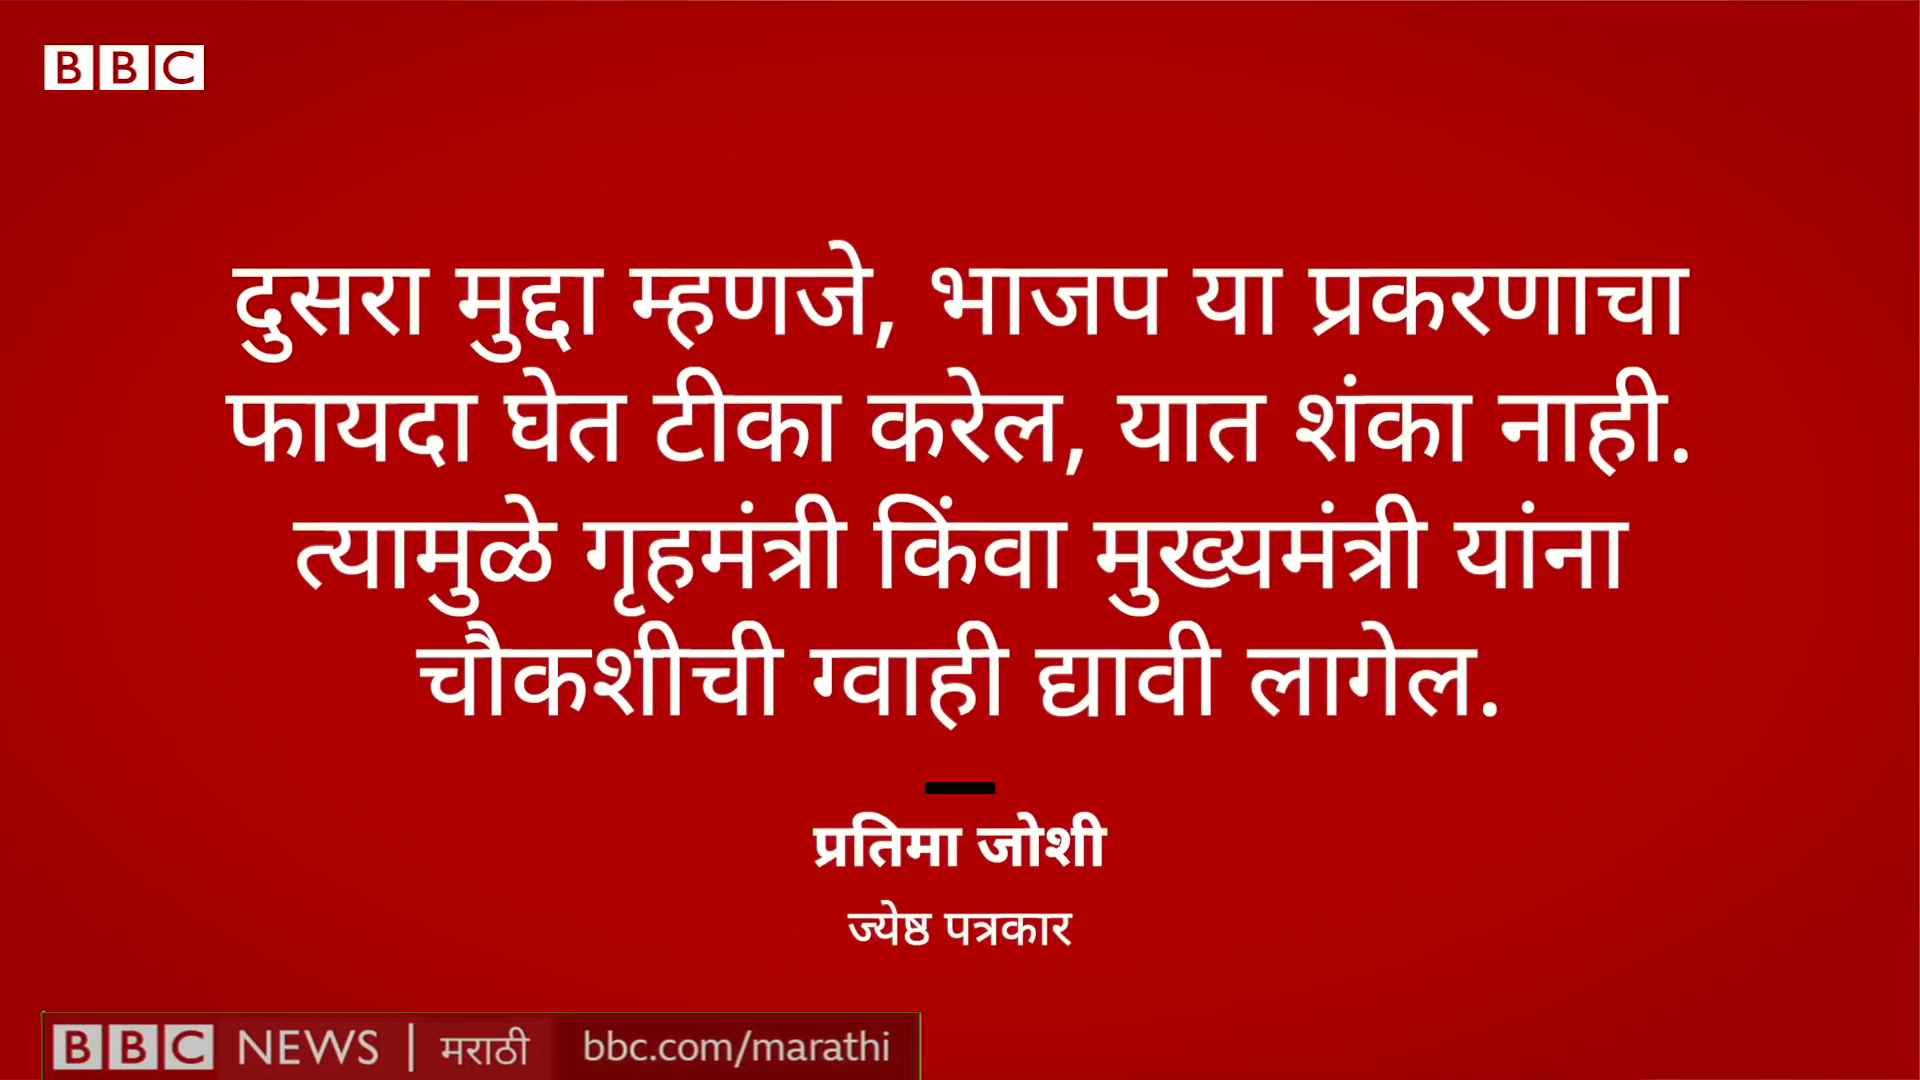 BBC
दुसरा मुद्दा म्हणजे, भाजप या प्रकरणाचा
फायदा घेत टीका करेल, यात शंका नाही.
त्यामुळे गृहमंत्री किंवा मुख्यमंत्री यांना
चौकशीची ग्वाही द्यावी लागेल.
प्रतिमा जोशी
ज्येष्ठ पत्रकार
BBC NEWS | मराठी bbc.com/marathi